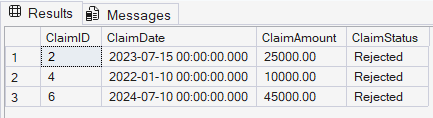 Results Messages
ClaimID ClaimDate ClaimAmount ClaimStatus
1 2 2023-07-15 00:00:00.000 25000.00 Rejected
2 4 2022-01-10 00:00:00.000 10000.00 Rejected
3 6 2024-07-10 00:00:00.000 45000.00 Rejected